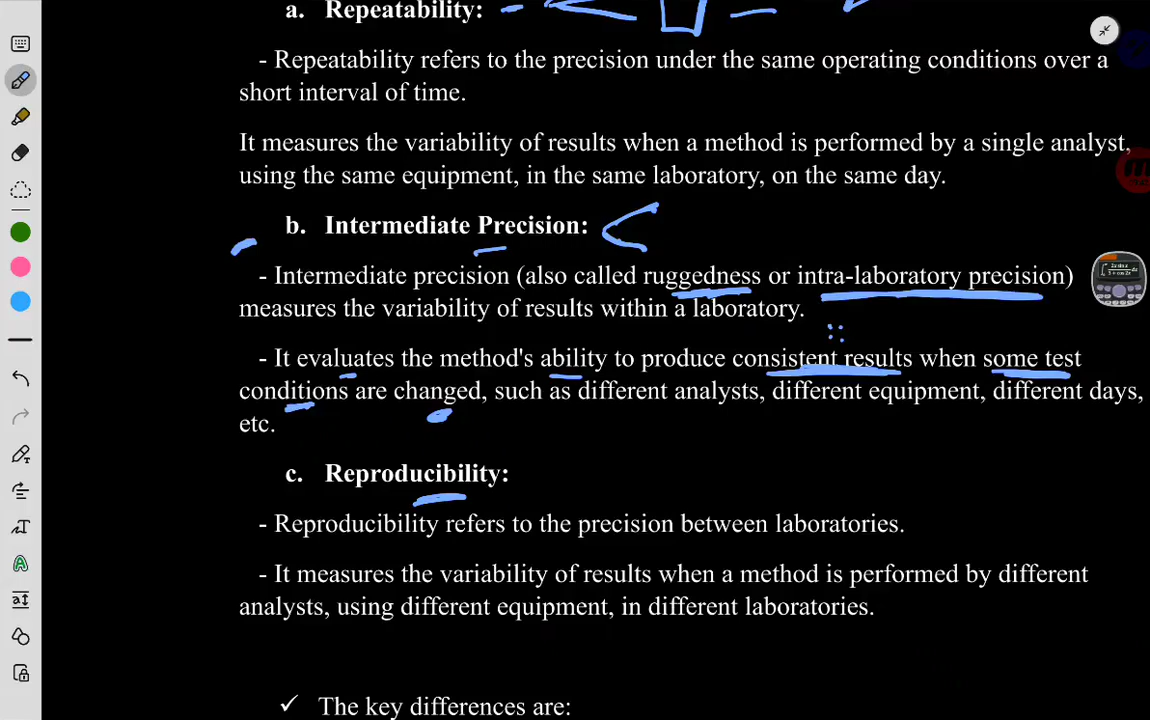 a. Repeatability:
- Repeatability refers to the precision under the same operating conditions over a
short interval of time.
It measures the variability of results when a method is performed by a single analyst,
using the same equipment, in the same laboratory, on the same day.
b. Intermediate Precision:
- Intermediate precision (also called ruggedness or intra-laboratory precision)
measures the variability of results within a laboratory.
- It evaluates the method's ability to produce consistent results when some test
conditions are changed, such as different analysts, different equipment, different days,
etc.
c. Reproducibility:
- Reproducibility refers to the precision between laboratories.
- It measures the variability of results when a method is performed by different
analysts, using different equipment, in different laboratories.
✓ The key differences are: